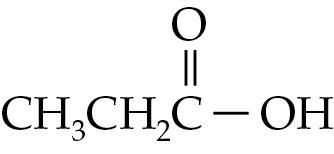 O
CH₃CH₂C — OH